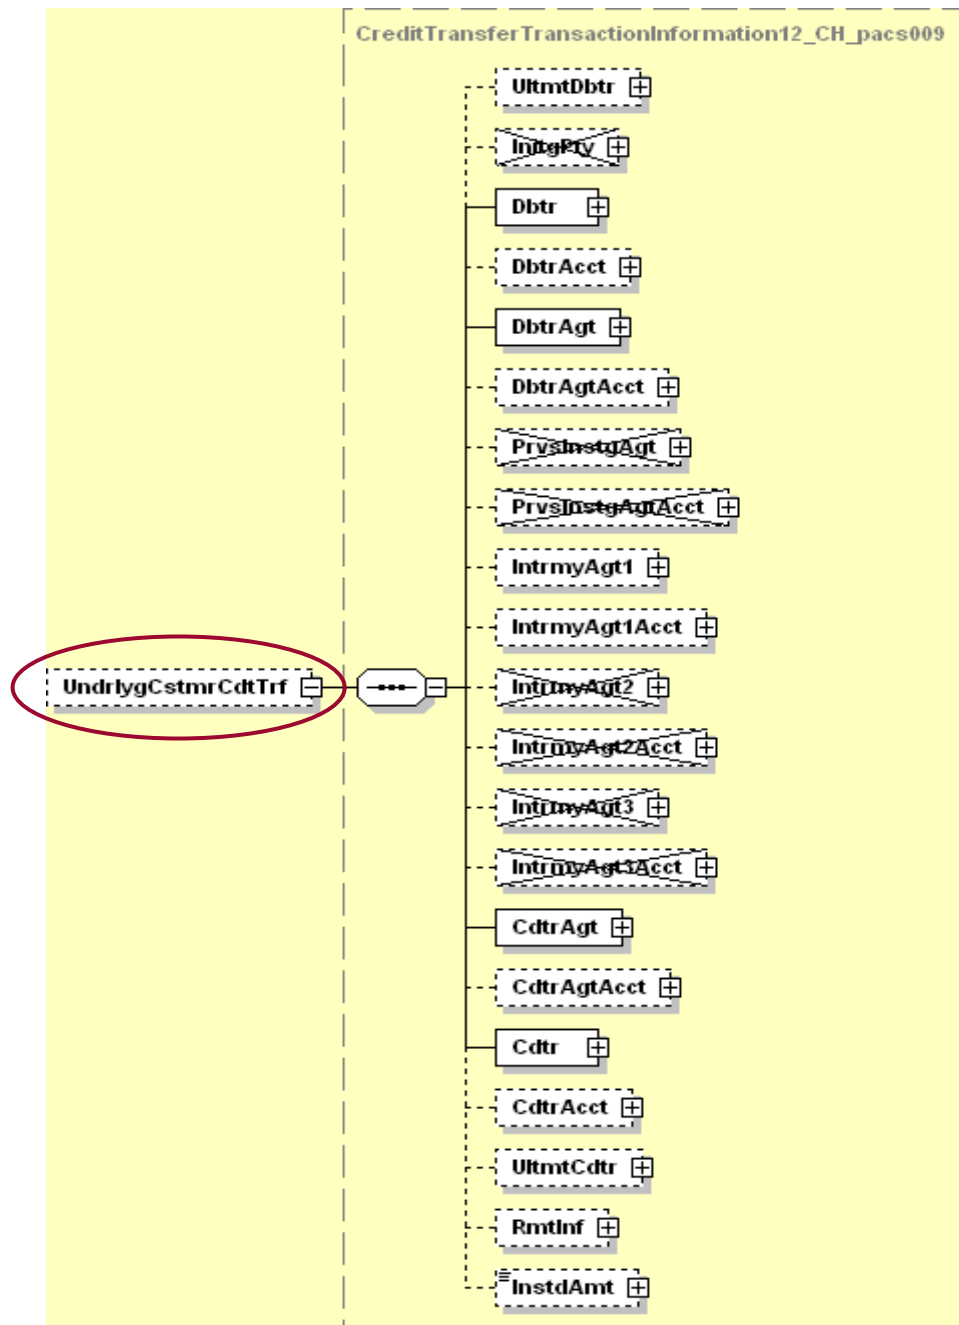 CreditTransferTransactionInformation12_CH_pacs009
UltmtDbtr
InitgPty
Dbtr
DbtrAcct
DbtrAgt
DbtrAgtAcct
PrvsInstgAgt
PrvsInstgAgtAcct
IntrmyAgt1
IntrmyAgt1Acct
UndrlygCstmrCdtTrf
IntrmyAgt2
IntrmyAgt2Acct
IntrmyAgt3
IntrmyAgt3Acct
CdtrAgt
CdtrAgtAcct
Cdtr
CdtrAcct
UltmtCdtr
RmtInf
InstdAmt